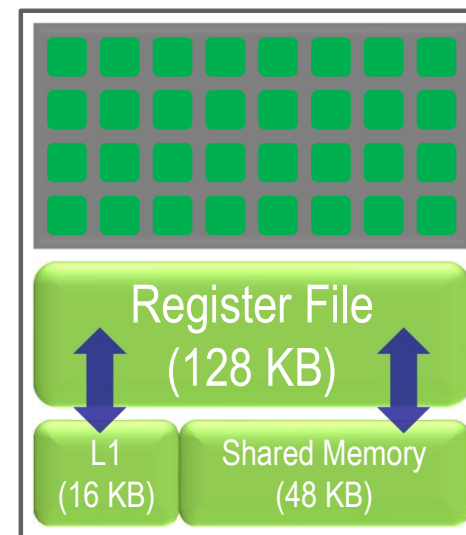 Register File
(128 KB)
L1
(16 KB)
Shared Memory
(48 KB)